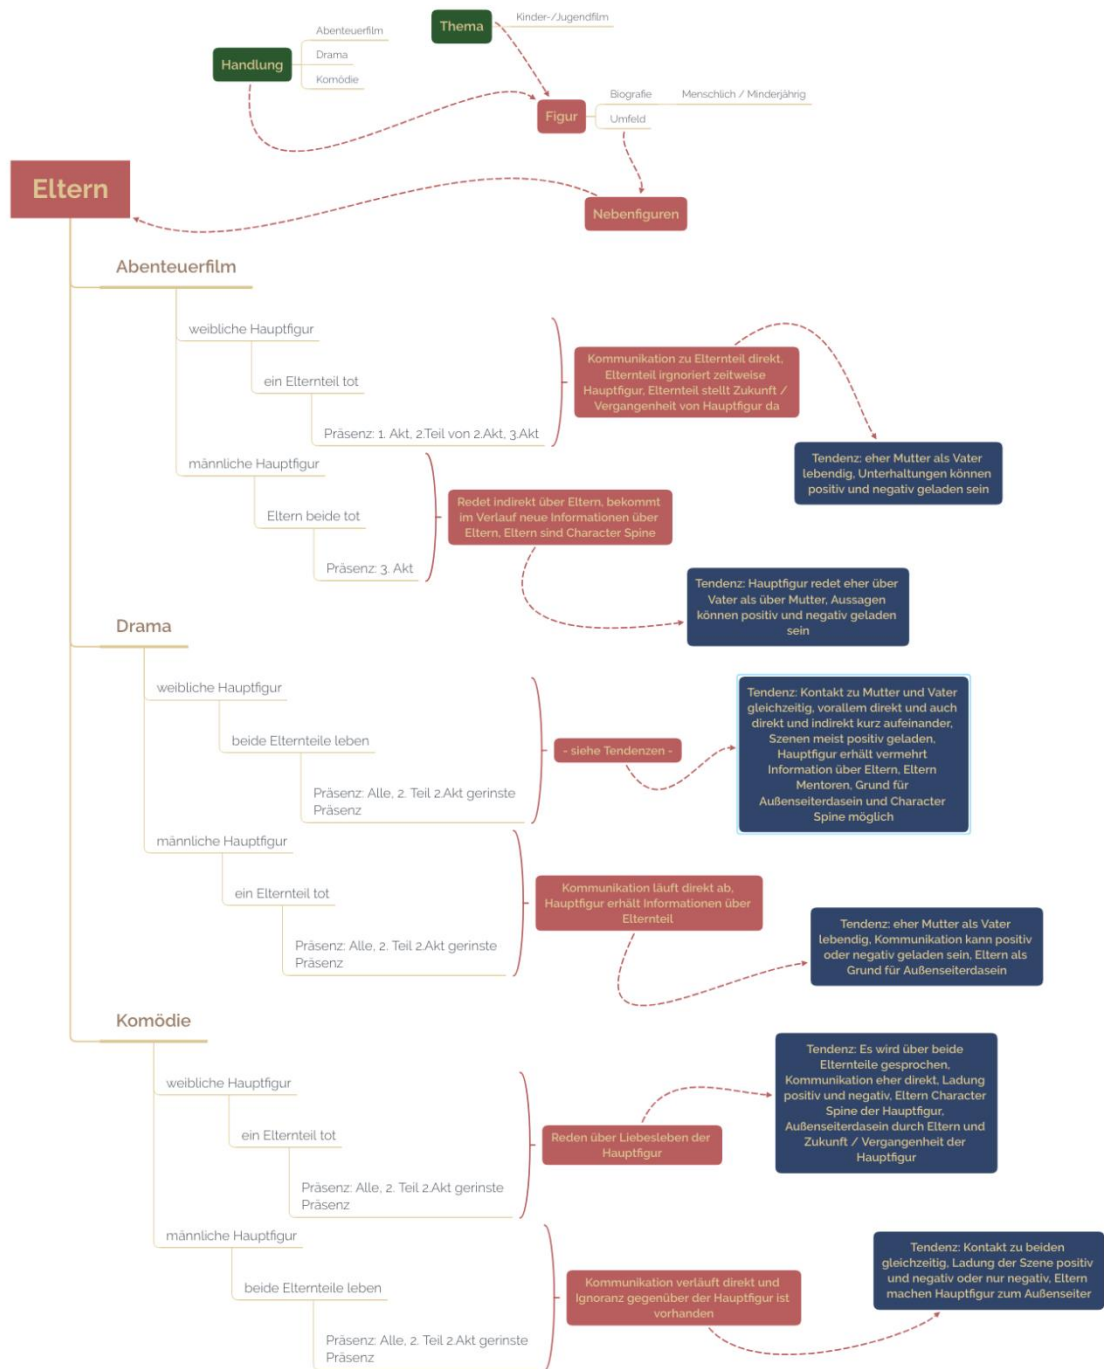 Thema
Kinder-/Jugendfilm
Handlung
Abenteuerfilm
Drama
Komödie
Figur
Biografie
Menschlich / Minderjährig
Umfeld
Nebenfiguren
Eltern
Abenteuerfilm
weibliche Hauptfigur
ein Elternteil tot
Präsenz: 1. Akt, 2.Teil von 2.Akt, 3.Akt
Kommunikation zu Elternteil direkt,
Elternteil irgnoriert zeitweise
Hauptfigur, Elternteil stellt Zukunft /
Vergangenheit von Hauptfigur da
Tendenz: eher Mutter als Vater
lebendig, Unterhaltungen können
positiv und negativ geladen sein
männliche Hauptfigur
Eltern beide tot
Präsenz: 3. Akt
Redet indirekt über Eltern, bekommt
im Verlauf neue Informationen über
Eltern, Eltern sind Character Spine
Tendenz: Hauptfigur redet eher über
Vater als über Mutter, Aussagen
können positiv und negativ geladen
sein
Drama
weibliche Hauptfigur
beide Elternteile leben
Präsenz: Alle, 2. Teil 2.Akt gerinste
Präsenz
- siehe Tendenzen -
Tendenz: Kontakt zu Mutter und Vater
gleichzeitig, vorallem direkt und auch
direkt und indirekt kurz aufeinander,
Szenen meist positiv geladen,
Hauptfigur erhält vermehrt
Information über Eltern, Eltern
Mentoren, Grund für
Außenseiterdasein und Character
Spine möglich
männliche Hauptfigur
ein Elternteil tot
Präsenz: Alle, 2. Teil 2.Akt gerinste
Präsenz
Kommunikation läuft direkt ab,
Hauptfigur erhält Informationen über
Elternteil
Tendenz: eher Mutter als Vater
lebendig, Kommunikation kann positiv
oder negativ geladen sein, Eltern als
Grund für Außenseiterdasein
Komödie
weibliche Hauptfigur
ein Elternteil tot
Präsenz: Alle, 2. Teil 2.Akt gerinste
Präsenz
Reden über Liebesleben der
Hauptfigur
Tendenz: Es wird über beide
Elternteile gesprochen,
Kommunikation eher direkt, Ladung
positiv und negativ, Eltern Character
Spine der Hauptfigur,
Außenseiterdasein durch Eltern und
Zukunft / Vergangenheit der
Hauptfigur
männliche Hauptfigur
beide Elternteile leben
Präsenz: Alle, 2. Teil 2.Akt gerinste
Präsenz
Kommunikation verläuft direkt und
Ignoranz gegenüber der Hauptfigur ist
vorhanden
Tendenz: Kontakt zu beiden
gleichzeitig, Ladung der Szene positiv
und negativ oder nur negativ, Eltern
machen Hauptfigur zum Außenseiter